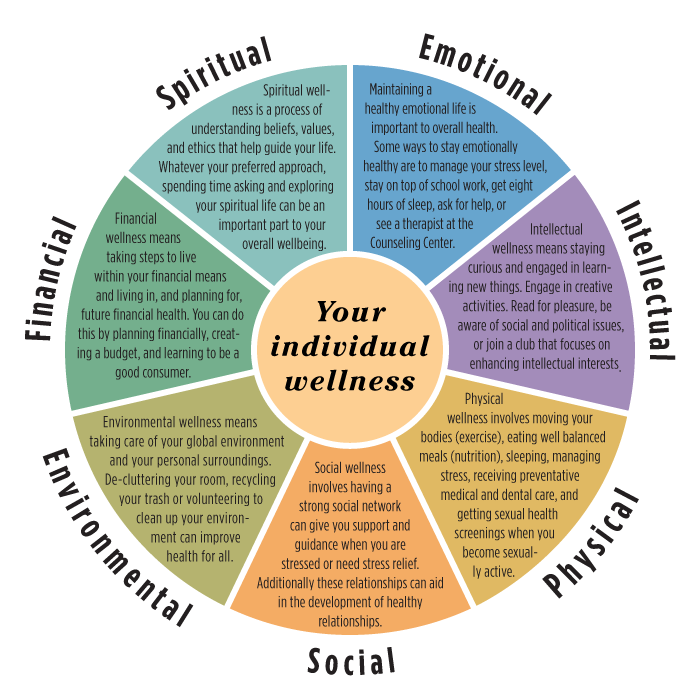 Spiritual
Spiritual well-
ness is a process of
understanding beliefs, values,
and ethics that help guide your life.
Whatever your preferred approach,
spending time asking and exploring
your spiritual life can be an
important part to your
overall wellbeing.
Emotional
Maintaining a
healthy emotional life is
important to overall health.
Some ways to stay emotionally
healthy are to manage your stress level,
stay on top of school work, get eight
hours of sleep, ask for help, or
see a therapist at the
Counseling Center.
Intellectual
Intellectual
wellness means staying
curious and engaged in learn-
ing new things. Engage in creative
activities. Read for pleasure, be
aware of social and political issues,
or join a club that focuses on
enhancing intellectual interests.
Physical
Physical
wellness involves moving your
bodies (exercise), eating well balanced
meals (nutrition), sleeping, managing
stress, receiving preventative
medical and dental care, and
getting sexual health
screenings when you
become sexual-
ly active.
Social
Social wellness
involves having a
strong social network
can give you support and
guidance when you are
stressed or need stress relief.
Additionally these relationships can aid
in the development of healthy
relationships.
Environmental
Environmental wellness means
taking care of your global environment
and your personal surroundings.
De-cluttering your room, recycling
your trash or volunteering to
clean up your environ-
ment can improve
health for all.
Financial
Financial
wellness means
taking steps to live
within your financial means
and living in, and planning for,
future financial health. You can do
this by planning financially, creat-
ing a budget, and learning to be a
good consumer.
Your
individual
wellness